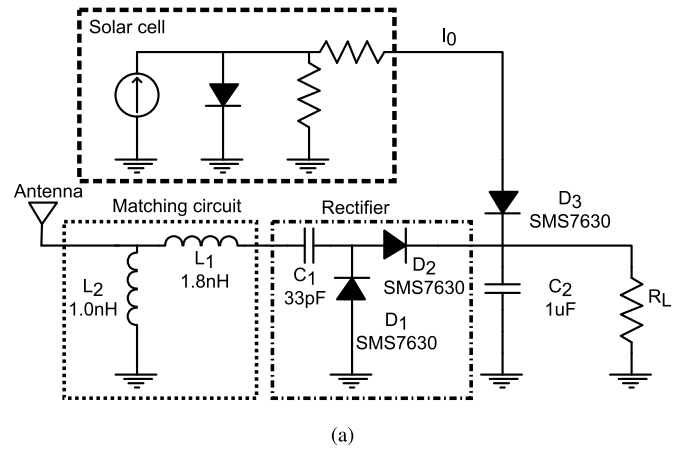 Solar cell
I0
Antenna
Matching circuit
Rectifier
D3
SMS7630
L1
1.8nH
L2
1.0nH
C1
33pF
D2
SMS7630
D1
SMS7630
C2
1uF
RL
(a)